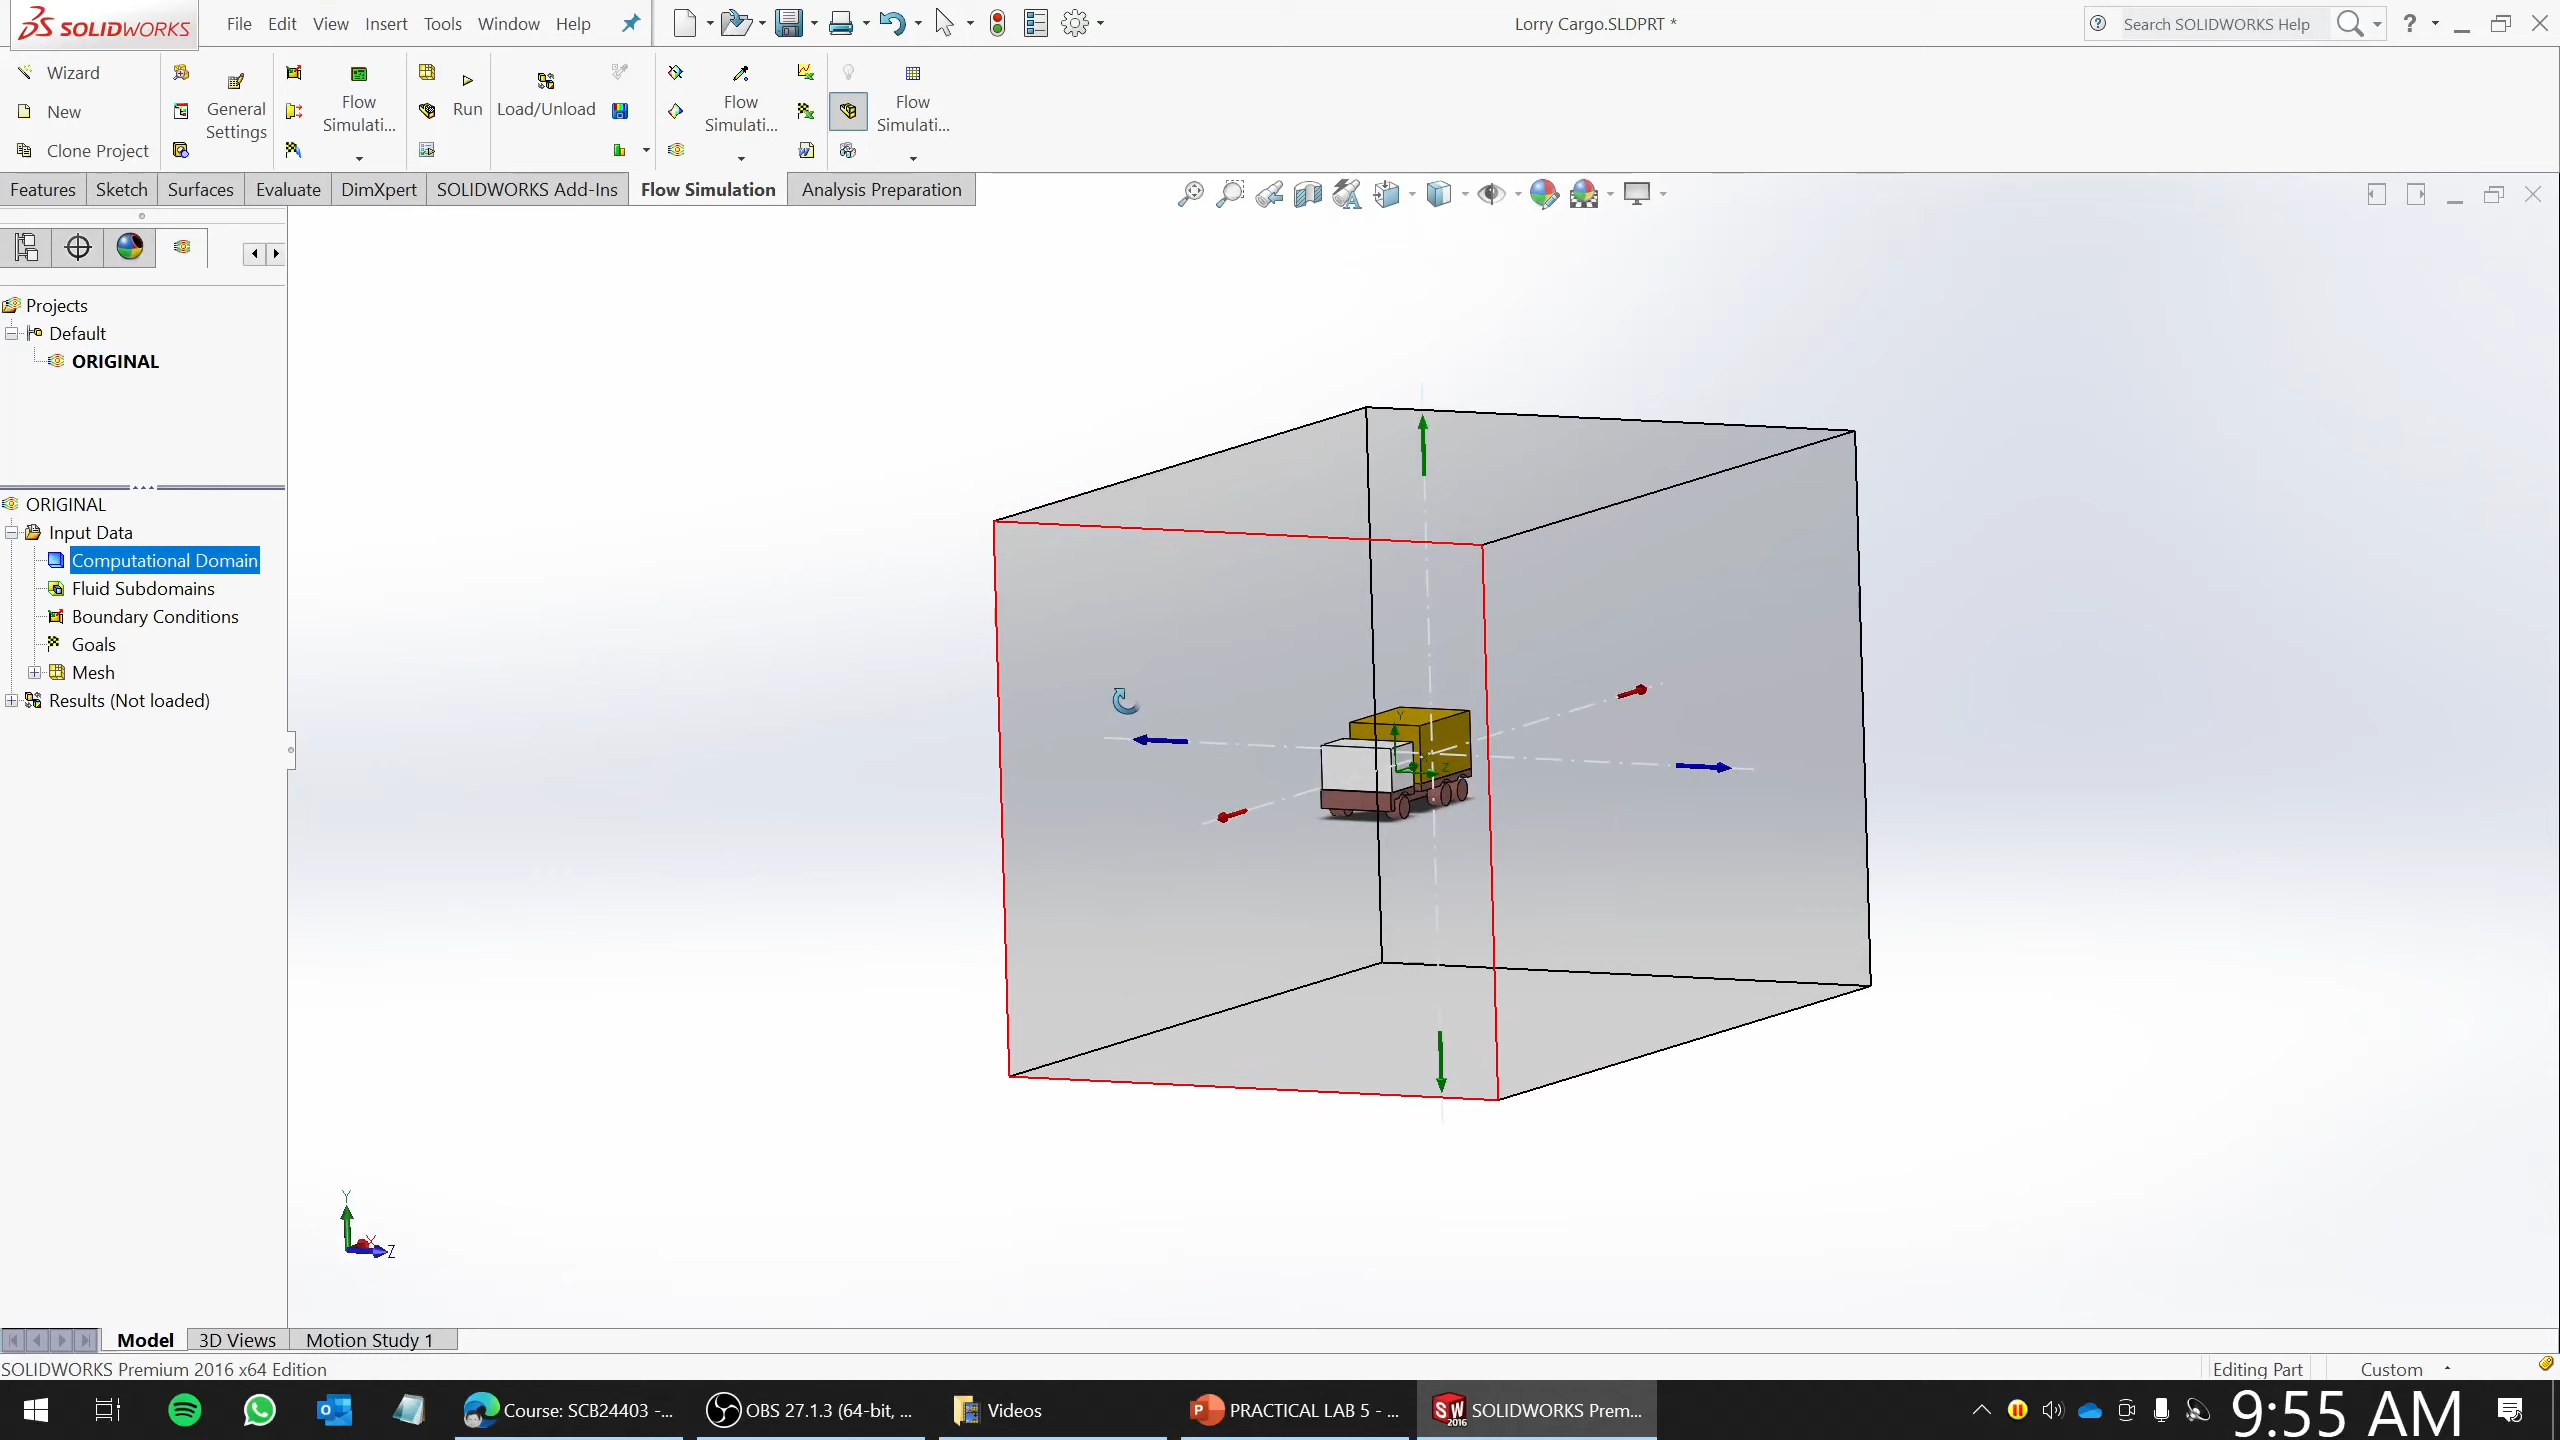 SOLIDWORKS
File Edit View Insert Tools Window Help
Lorry Cargo.SLDPRT *
Search SOLIDWORKS Help
Wizard
New
Clone Project
General Settings
Flow Simulati...
Run
Load/Unload
Flow Simulati...
Flow Simulati...
Features Sketch Surfaces Evaluate DimXpert SOLIDWORKS Add-Ins Flow Simulation Analysis Preparation
Projects
Default
ORIGINAL
ORIGINAL
Input Data
Computational Domain
Fluid Subdomains
Boundary Conditions
Goals
Mesh
Results (Not loaded)
Y
Z
Y
X
Z
Model 3D Views Motion Study 1
SOLIDWORKS Premium 2016 x64 Edition
Editing Part Custom
Course: SCB24403 -...
OBS 27.1.3 (64-bit, ...
Videos
PRACTICAL LAB 5 - ...
SW 2016 SOLIDWORKS Prem...
9:55 AM